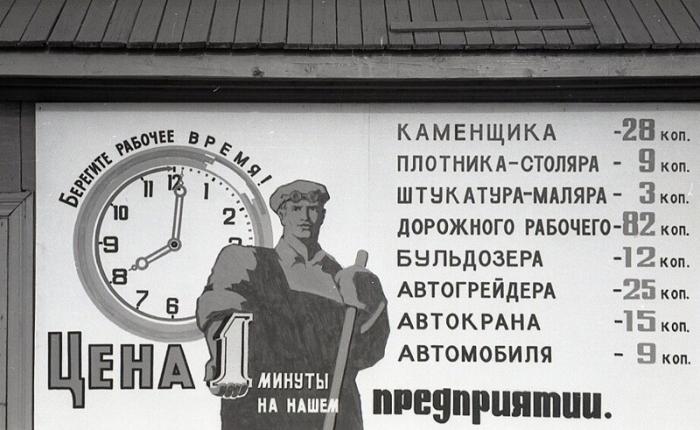 Берегите рабочее время!
11 12 1
10 2
9
8
7 6
Цена 1 минуты
на нашем предприятии.
каменщика -28 коп.
плотника-столяра - 9 коп.
штукатура-маляра - 3 коп.
дорожного рабочего-82 коп.
бульдозера -12 коп.
автогрейдера -25 коп.
автокрана -15 коп.
автомобиля - 9 коп.